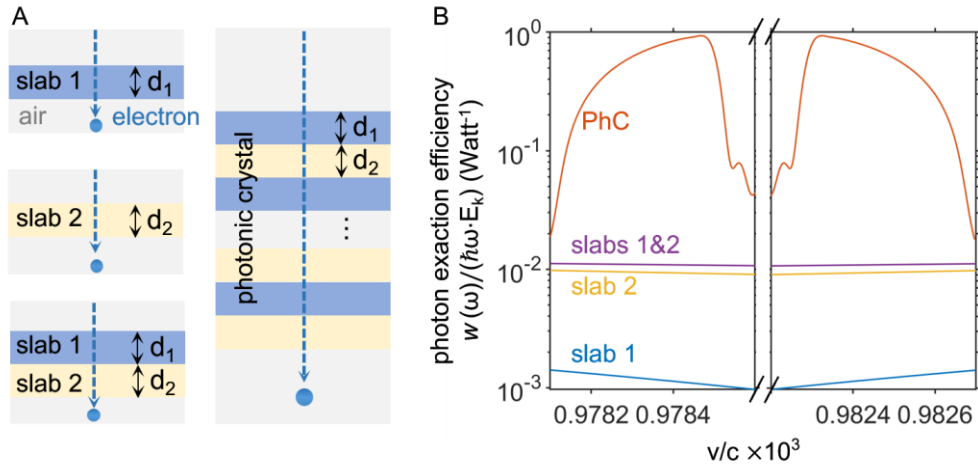 A
slab 1
d₁
air
electron
slab 2
d₂
slab 1
d₁
slab 2
d₂
photonic crystal
d₁
d₂
⋮
B
photon exaction efficiency
w(ω)/(ħω·Eₖ) (Watt⁻¹)
10⁰
10⁻¹
10⁻²
10⁻³
PhC
slabs 1&2
slab 2
slab 1
0.9782 0.9784 0.9824 0.9826
v/c ×10³